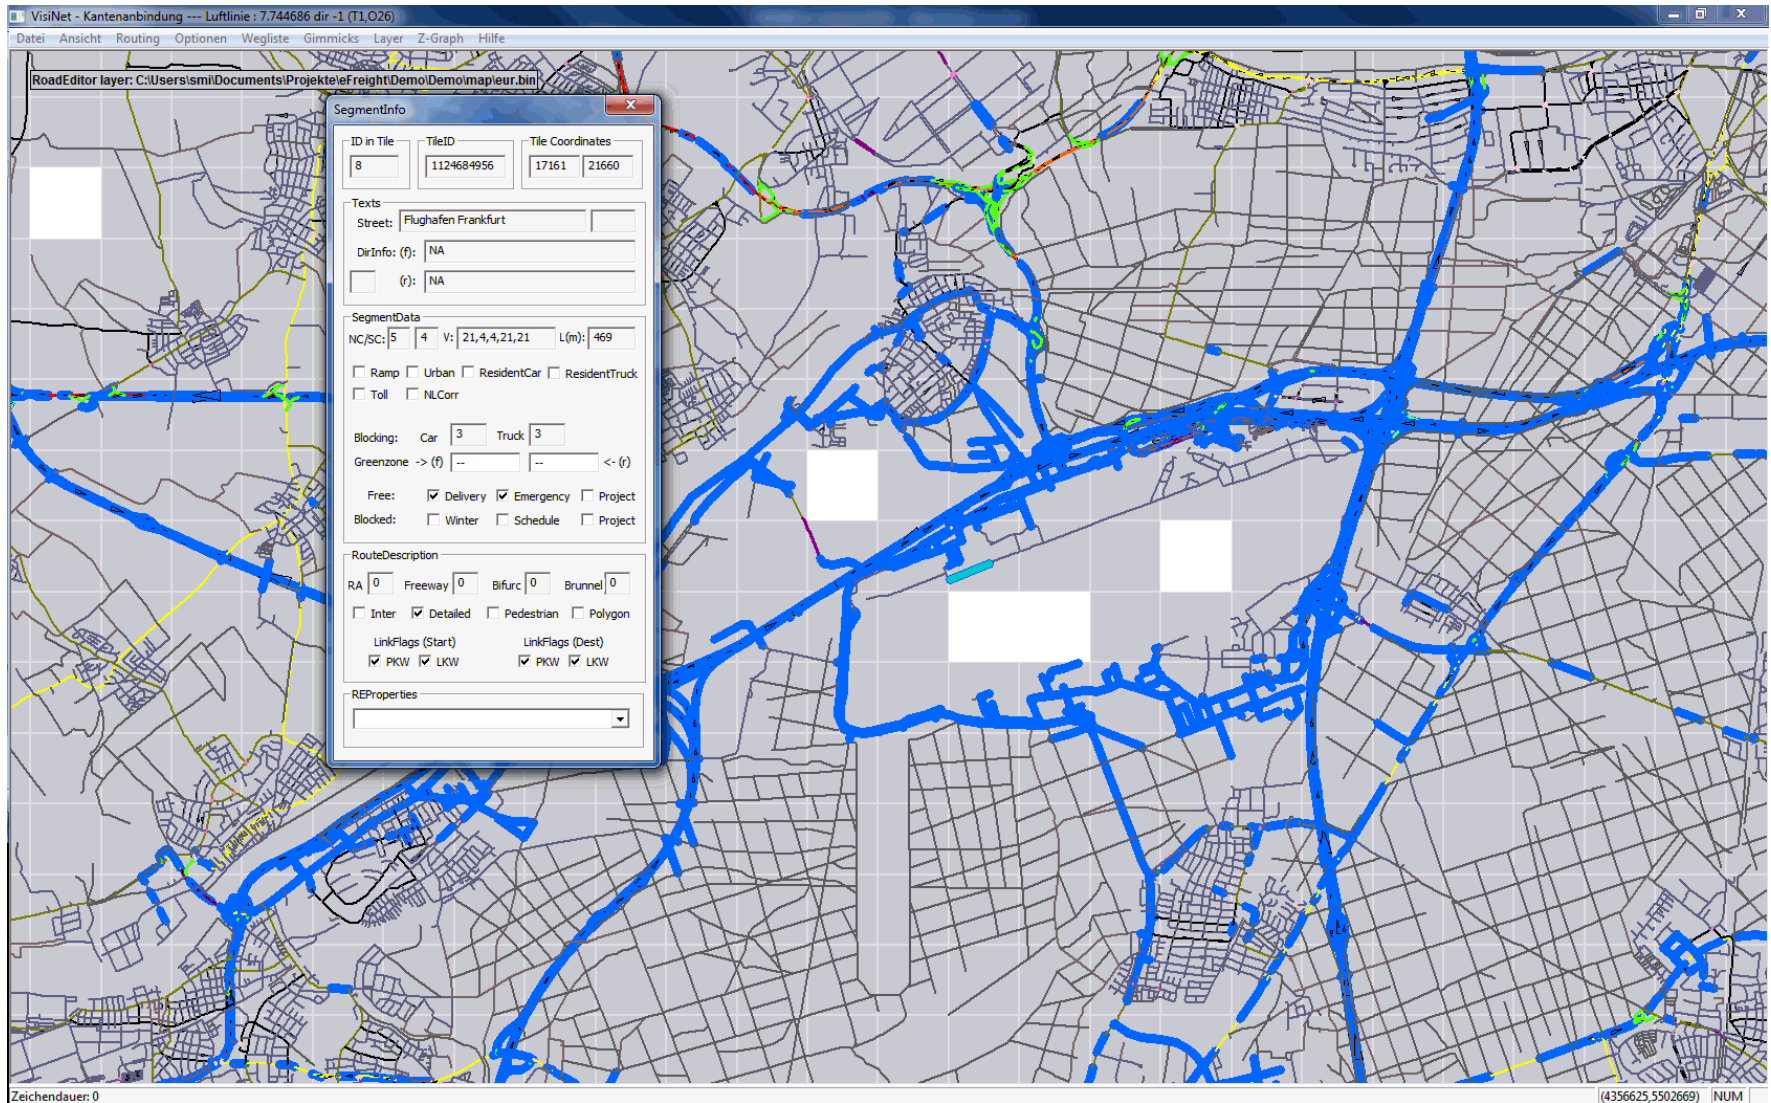 VisiNet - Kantenanbindung --- Luftlinie : 7.744686 dir -1 (T1,O26)
Datei Ansicht Routing Optionen Wegliste Gimmicks Layer Z-Graph Hilfe
RoadEditor layer: C:\Users\smi\Documents\Projekte\eFreight\Demo\Demo\map\eur.bin
SegmentInfo
ID in Tile TileID Tile Coordinates
8 1124684956 17161 21660
Texts
Street: Flughafen Frankfurt
DirInfo: (f): NA
(r): NA
SegmentData
NC/SC: 5 4 V: 21,4,4,21,21 L(m): 469
Ramp Urban ResidentCar ResidentTruck
Toll NLCorr
Blocking: Car 3 Truck 3
Greenzone -> (f) -- -- <- (r)
Free: Delivery Emergency Project
Blocked: Winter Schedule Project
RouteDescription
RA 0 Freeway 0 Bifurc 0 Brunnel 0
Inter Detailed Pedestrian Polygon
LinkFlags (Start) LinkFlags (Dest)
PKW LKW PKW LKW
REProperties
Zeichendauer: 0 (4356625,5502669) NUM